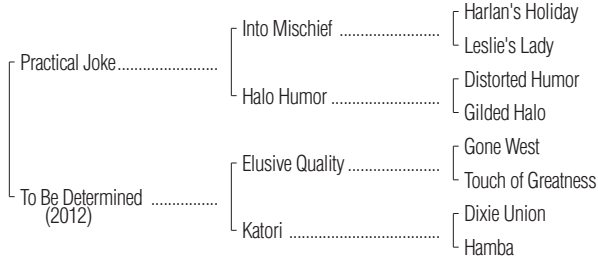 Harlan's Holiday
Into Mischief ........................
Leslie's Lady
Practical Joke........................
Distorted Humor
Halo Humor ..........................
Gilded Halo
Gone West
Elusive Quality ......................
Touch of Greatness
To Be Determined ................
(2012)
Dixie Union
Katori ....................................
Hamba